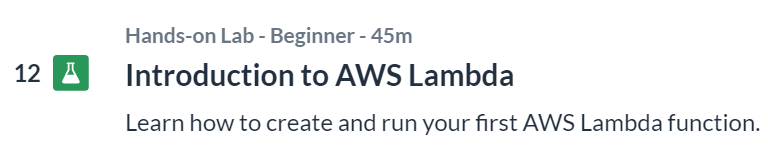 Hands-on Lab - Beginner - 45m
12
Introduction to AWS Lambda
Learn how to create and run your first AWS Lambda function.